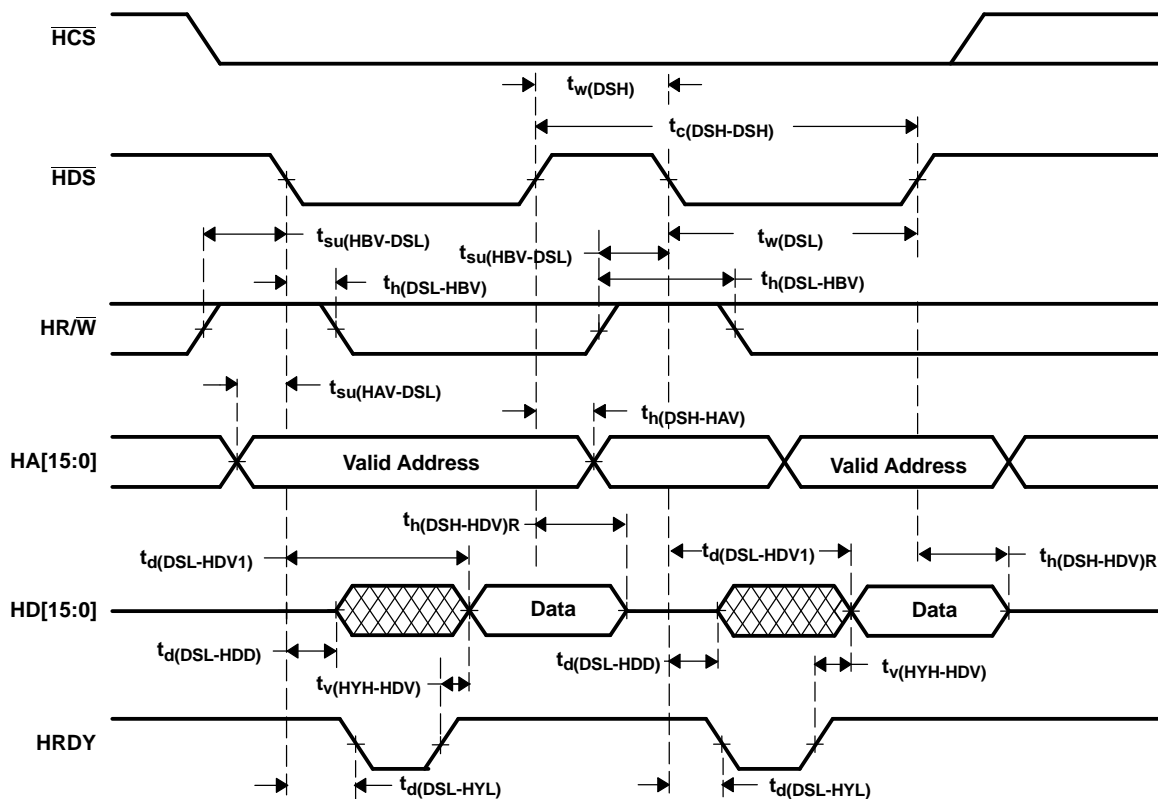 HCS
tw(DSH)
tc(DSH-DSH)
HDS
tsu(HBV-DSL)
tsu(HBV-DSL)
tw(DSL)
th(DSL-HBV)
th(DSL-HBV)
HR/W
tsu(HAV-DSL)
th(DSH-HAV)
HA[15:0]
Valid Address
Valid Address
th(DSH-HDV)R
td(DSL-HDV1)
td(DSL-HDV1)
th(DSH-HDV)R
HD[15:0]
Data
Data
td(DSL-HDD)
td(DSL-HDD)
tv(HYH-HDV)
tv(HYH-HDV)
HRDY
td(DSL-HYL)
td(DSL-HYL)